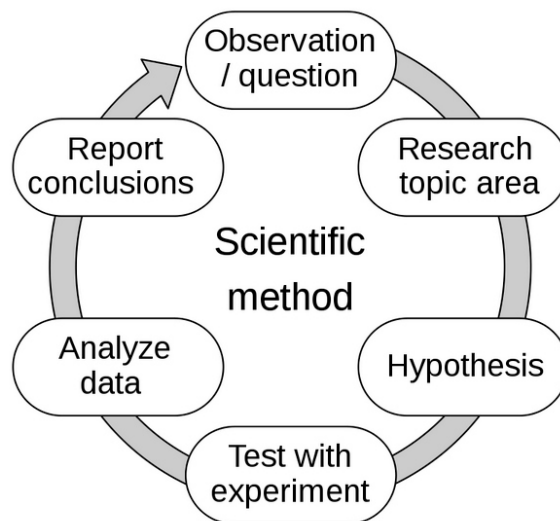 Observation
/ question
Research
topic area
Hypothesis
Test with
experiment
Analyze
data
Report
conclusions
Scientific
method